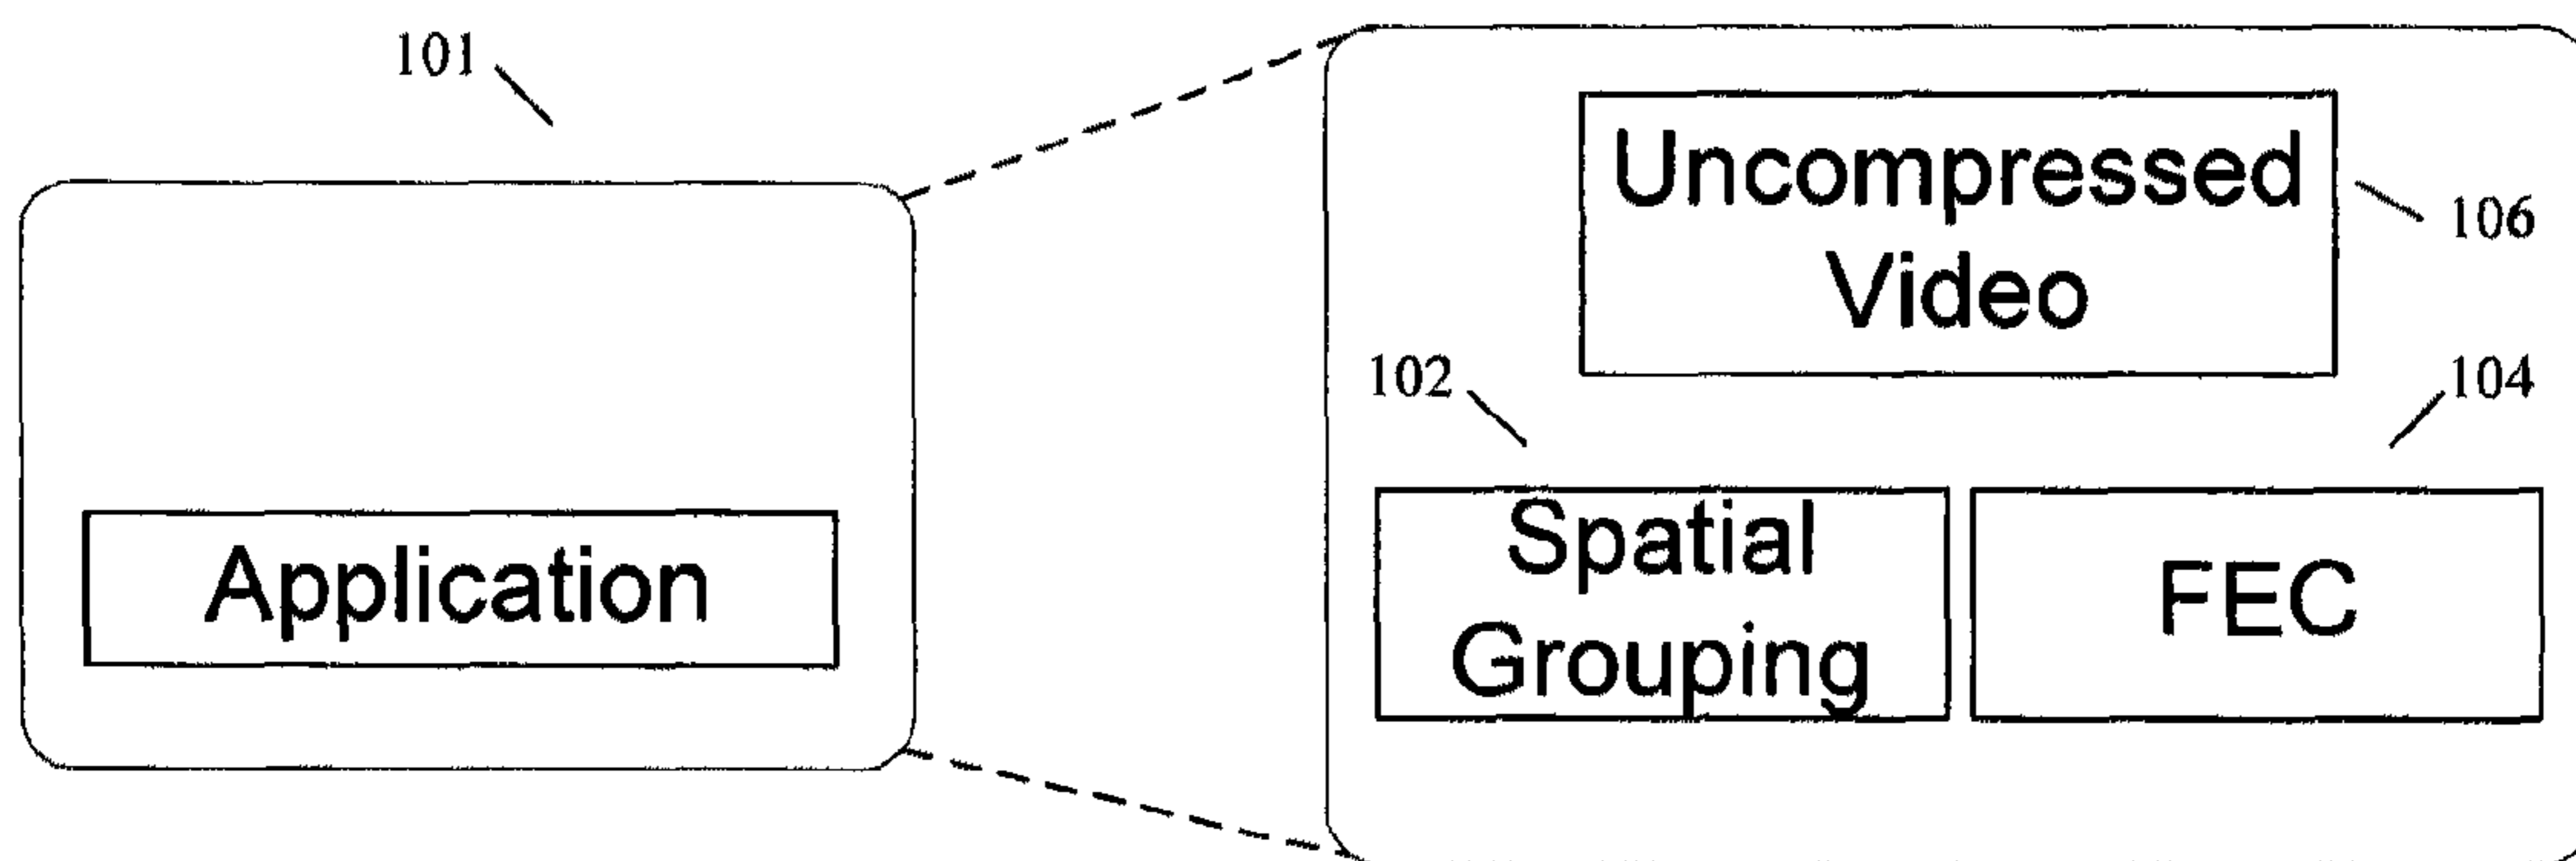 101
Application
Uncompressed
Video
106
102
104
Spatial
Grouping
FEC